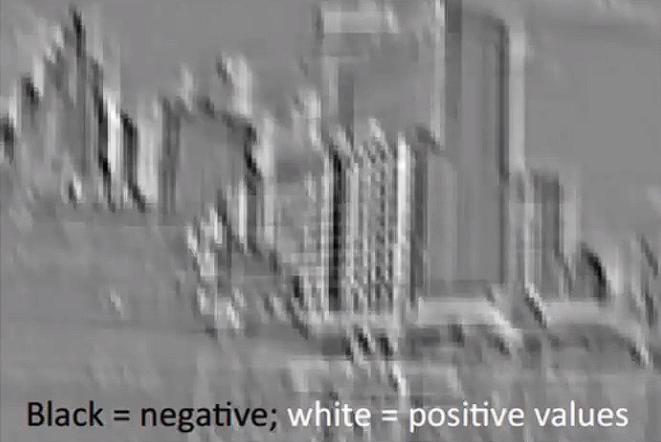 Black = negative; white = positive values